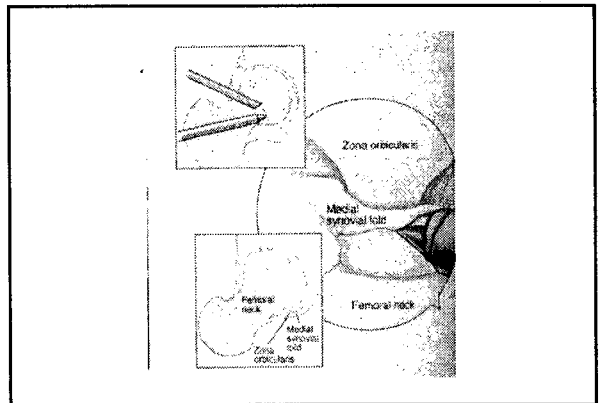 Zona orbicularis
Medial
synovial fold
Femoral neck
Femoral
neck
Medial
synovial
fold
Zona
orbicularis